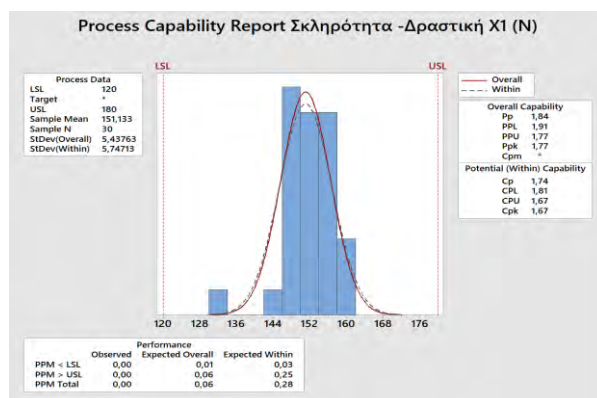 Process Capability Report Σκληρότητα -Δραστική X1 (N)
LSL USL
Process Data
LSL 120
Target *
USL 180
Sample Mean 151,133
Sample N 30
StDev(Overall) 5,43763
StDev(Within) 5,74713
Overall
Within
Overall Capability
Pp 1,84
PPL 1,91
PPU 1,77
Ppk 1,77
Cpm *
Potential (Within) Capability
Cp 1,74
CPL 1,81
CPU 1,67
Cpk 1,67
120 128 136 144 152 160 168 176
Performance
Observed Expected Overall Expected Within
PPM < LSL 0,00 0,01 0,03
PPM > USL 0,00 0,06 0,25
PPM Total 0,00 0,06 0,28